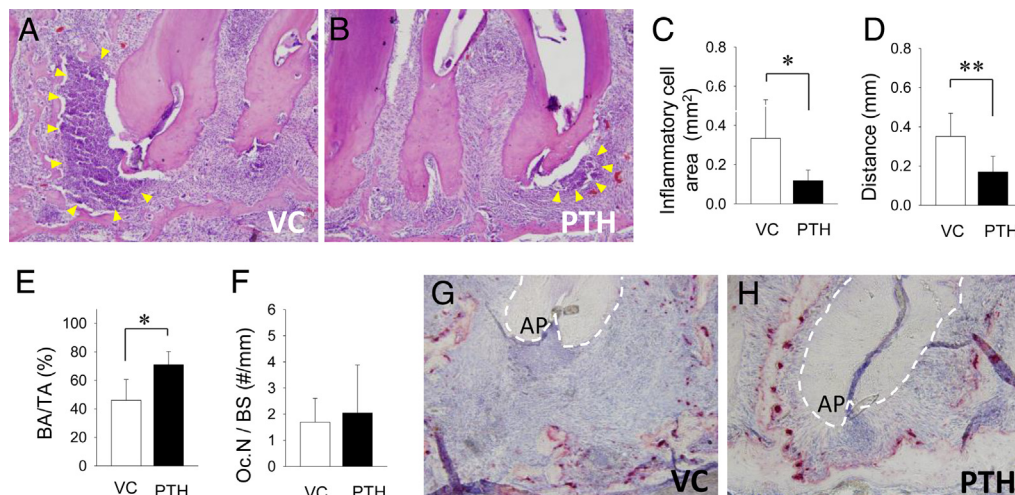 A
VC
B
PTH
C
Inflammatory cell
area (mm²)
0.8
0.6
0.4
0.2
0.0
*
VC PTH
D
Distance (mm)
0.8
0.6
0.4
0.2
0.0
**
VC PTH
E
BA/TA (%)
100
80
60
40
20
0
*
VC PTH
F
Oc.N / BS (#/mm)
6
5
4
3
2
1
0
VC PTH
G
AP
VC
H
AP
PTH